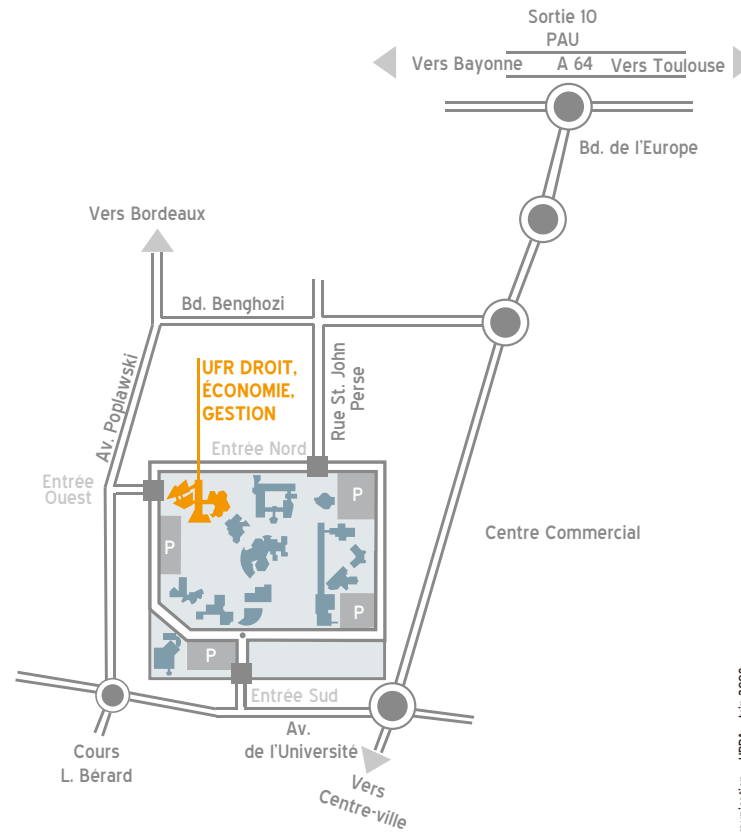 Sortie 10
PAU
Vers Bayonne
A 64
Vers Toulouse
Bd. de l'Europe
Vers Bordeaux
Bd. Benghozi
Av. Poplawski
UFR DROIT,
ÉCONOMIE,
GESTION
Rue St. John
Perse
Entrée Nord
Entrée
Ouest
P
P
P
P
Centre Commercial
Entrée Sud
Av.
de l'Université
Cours
L. Bérard
Vers
Centre-ville